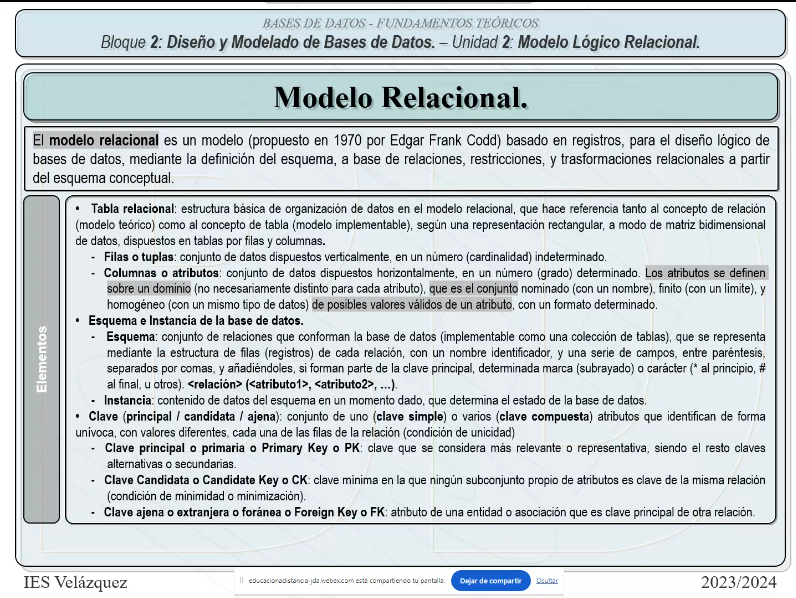 BASES DE DATOS - FUNDAMENTOS TEÓRICOS
Bloque 2: Diseño y Modelado de Bases de Datos. – Unidad 2: Modelo Lógico Relacional.
Modelo Relacional.
El modelo relacional es un modelo (propuesto en 1970 por Edgar Frank Codd) basado en registros, para el diseño lógico de
bases de datos, mediante la definición del esquema, a base de relaciones, restricciones, y trasformaciones relacionales a partir
del esquema conceptual.
Elementos
• Tabla relacional: estructura básica de organización de datos en el modelo relacional, que hace referencia tanto al concepto de relación
(modelo teórico) como al concepto de tabla (modelo implementable), según una representación rectangular, a modo de matriz bidimensional
de datos, dispuestos en tablas por filas y columnas.
- Filas o tuplas: conjunto de datos dispuestos verticalmente, en un número (cardinalidad) indeterminado.
- Columnas o atributos: conjunto de datos dispuestos horizontalmente, en un número (grado) determinado. Los atributos se definen
sobre un dominio (no necesariamente distinto para cada atributo), que es el conjunto nominado (con un nombre), finito (con un límite), y
homogéneo (con un mismo tipo de datos) de posibles valores válidos de un atributo, con un formato determinado.
• Esquema e Instancia de la base de datos.
- Esquema: conjunto de relaciones que conforman la base de datos (implementable como una colección de tablas), que se representa
mediante la estructura de filas (registros) de cada relación, con un nombre identificador, y una serie de campos, entre paréntesis,
separados por comas, y añadiéndoles, si forman parte de la clave principal, determinada marca (subrayado) o carácter (* al principio, #
al final, u otros). <relación> (<atributo1>, <atributo2>, …).
- Instancia: contenido de datos del esquema en un momento dado, que determina el estado de la base de datos.
• Clave (principal / candidata / ajena): conjunto de uno (clave simple) o varios (clave compuesta) atributos que identifican de forma
unívoca, con valores diferentes, cada una de las filas de la relación (condición de unicidad)
- Clave principal o primaria o Primary Key o PK: clave que se considera más relevante o representativa, siendo el resto claves
alternativas o secundarias.
- Clave Candidata o Candidate Key o CK: clave mínima en la que ningún subconjunto propio de atributos es clave de la misma relación
(condición de minimidad o minimización).
- Clave ajena o extranjera o foránea o Foreign Key o FK: atributo de una entidad o asociación que es clave principal de otra relación.
IES Velázquez
educacionadistancia-jda.webex.com está compartiendo tu pantalla.
Dejar de compartir
Ocultar
2023/2024